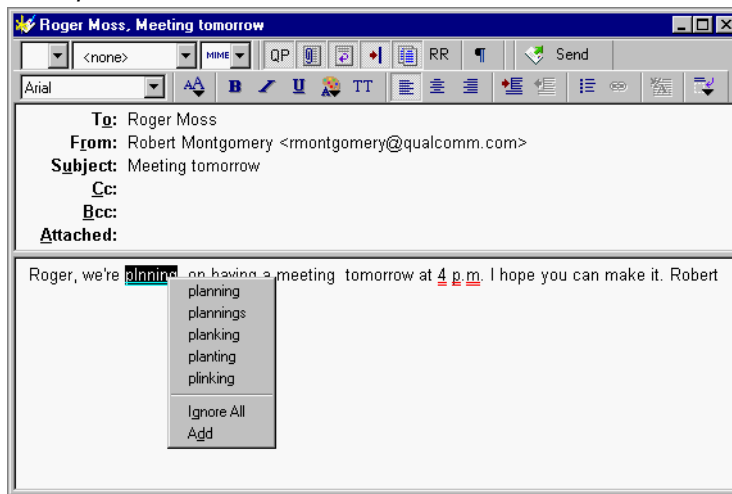 Roger Moss, Meeting tomorrow
<none> MIME QP RR ¶ Send
Arial AA B I U TT
To: Roger Moss
From: Robert Montgomery <rmontgomery@qualcomm.com>
Subject: Meeting tomorrow
Cc:
Bcc:
Attached:
Roger, we're plnning on having a meeting tomorrow at 4 p.m. I hope you can make it. Robert
planning
plannings
planking
planting
plinking
Ignore All
Add